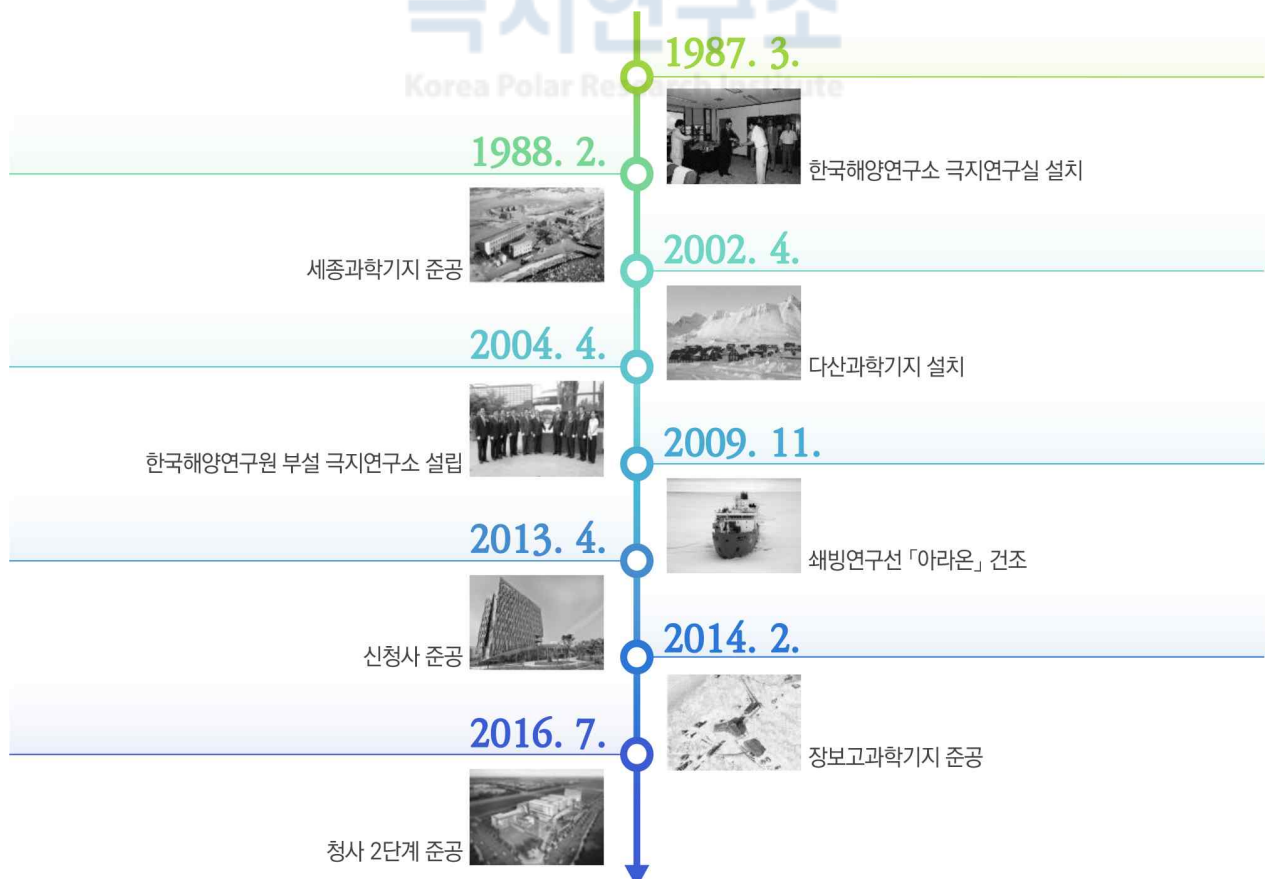 극지연구소
Korea Polar Research Institute
1987. 3.
한국해양연구소 극지연구실 설치
1988. 2.
세종과학기지 준공
2002. 4.
다산과학기지 설치
2004. 4.
한국해양연구원 부설 극지연구소 설립
2009. 11.
쇄빙연구선 「아라온」 건조
2013. 4.
신청사 준공
2014. 2.
장보고과학기지 준공
2016. 7.
청사 2단계 준공